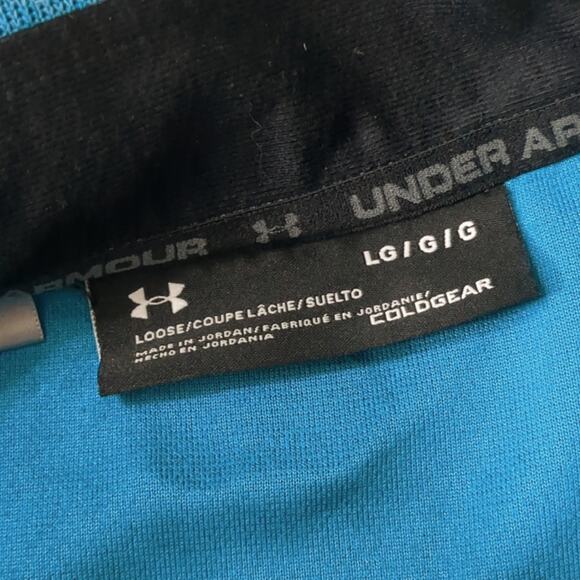 ARMOUR UNDER AR
LG/G/G
LOOSE/COUPE LÂCHE/SUELTO
MADE IN JORDAN/ FABRIQUÉ EN JORDANIE/
HECHO EN JORDANIA
COLDGEAR